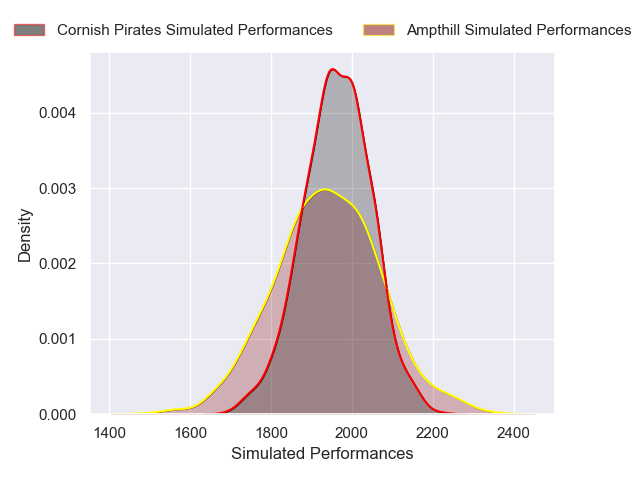 Cornish Pirates Simulated Performances
Ampthill Simulated Performances
Density
0.004
0.003
0.002
0.001
0.000
1400 1600 1800 2000 2200 2400
Simulated Performances